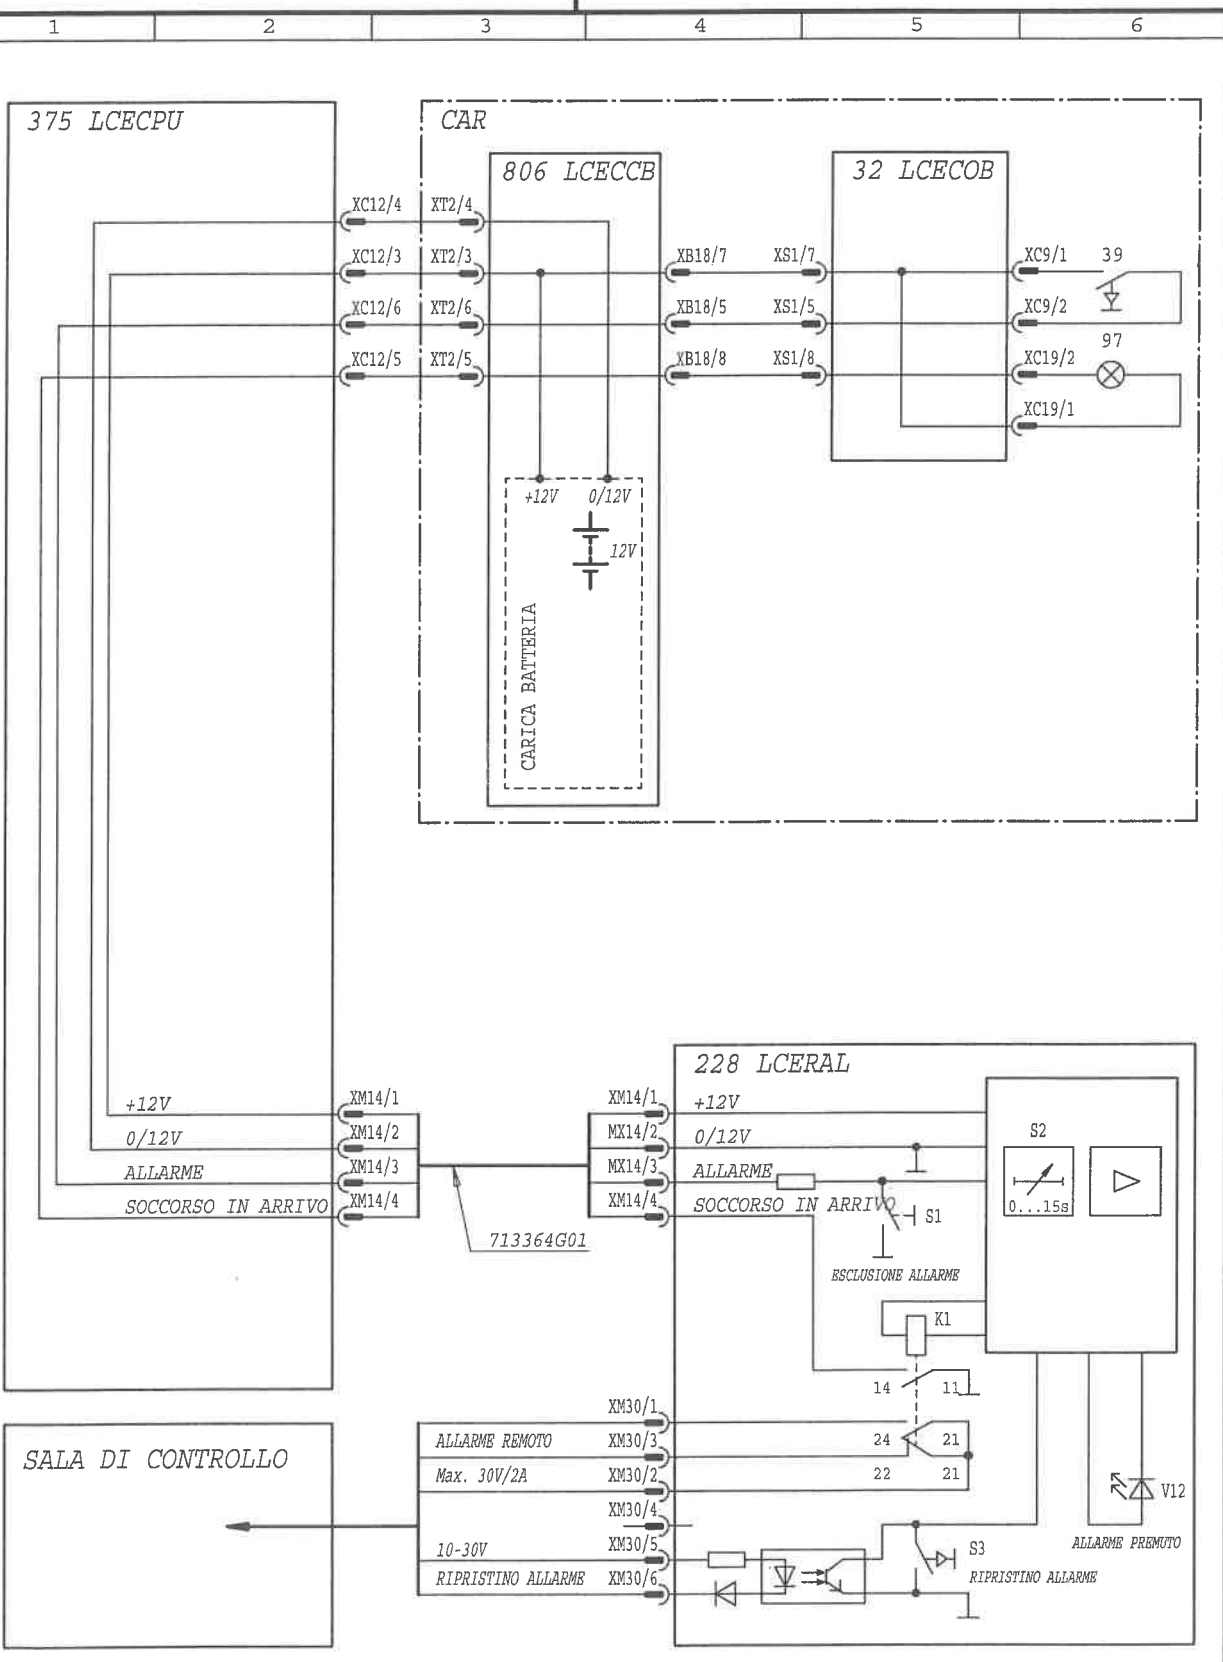 1 2 3 4 5 6
375 LCECPU
CAR
806 LCECCB
32 LCECOB
XC12/4 XT2/4
XC12/3 XT2/3 XB18/7 XS1/7 XC9/1 39
XC12/6 XT2/6 XB18/5 XS1/5 XC9/2
97
XC12/5 XT2/5 XB18/8 XS1/8 XC19/2
XC19/1
+12V 0/12V
12V
CARICA BATTERIA
228 LCERAL
+12V XM14/1 XM14/1 +12V
0/12V XM14/2 MX14/2 0/12V
ALLARME XM14/3 MX14/3 ALLARME
SOCCORSO IN ARRIVO XM14/4 XM14/4 SOCCORSO IN ARRIVO
S2
0...15s
S1
713364G01
ESCLUSIONE ALLARME
K1
14 11
SALA DI CONTROLLO
XM30/1
ALLARME REMOTO XM30/3 24 21
Max. 30V/2A XM30/2 22 21
V12
XM30/4
10-30V XM30/5 S3 ALLARME PREMUTO
RIPRISTINO ALLARME XM30/6 RIPRISTINO ALLARME